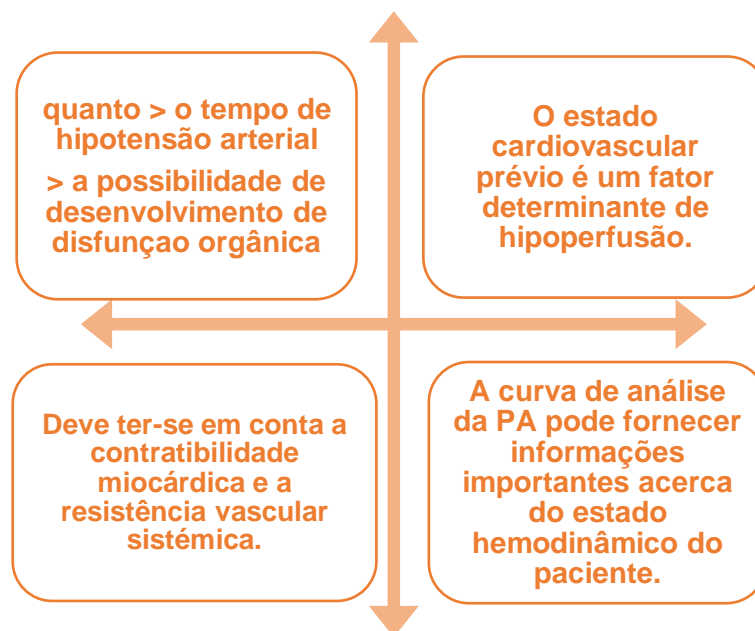 quanto > o tempo de
hipotensão arterial
> a possibilidade de
desenvolvimento de
disfunçao orgânica
O estado
cardiovascular
prévio é um fator
determinante de
hipoperfusão.
Deve ter-se em conta a
contratibilidade
miocárdica e a
resistência vascular
sistémica.
A curva de análise
da PA pode fornecer
informações
importantes acerca
do estado
hemodinâmico do
paciente.